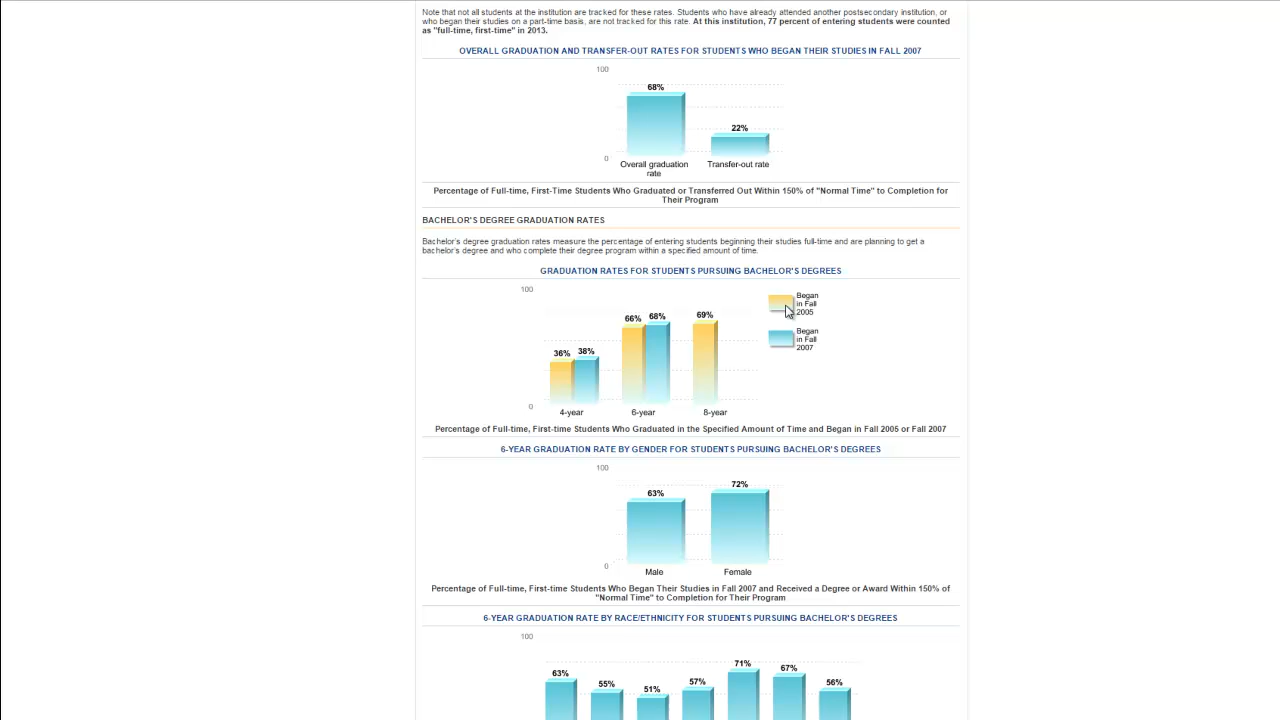 Note that not all students at the institution are tracked for these rates. Students who have already attended another postsecondary institution, or
who began their studies on a part-time basis, are not tracked for this rate. At this institution, 77 percent of entering students were counted
as "full-time, first-time" in 2013.
OVERALL GRADUATION AND TRANSFER-OUT RATES FOR STUDENTS WHO BEGAN THEIR STUDIES IN FALL 2007
100
68%
22%
0
Overall graduation
rate
Transfer-out rate
Percentage of Full-time, First-Time Students Who Graduated or Transferred Out Within 150% of "Normal Time" to Completion for
Their Program
BACHELOR'S DEGREE GRADUATION RATES
Bachelor's degree graduation rates measure the percentage of entering students beginning their studies full-time and are planning to get a
bachelor's degree and who complete their degree program within a specified amount of time.
GRADUATION RATES FOR STUDENTS PURSUING BACHELOR'S DEGREES
100
Began
in Fall
2005
Began
in Fall
2007
36%
38%
66%
68%
69%
0
4-year
6-year
8-year
Percentage of Full-time, First-time Students Who Graduated in the Specified Amount of Time and Began in Fall 2005 or Fall 2007
6-YEAR GRADUATION RATE BY GENDER FOR STUDENTS PURSUING BACHELOR'S DEGREES
100
63%
72%
0
Male
Female
Percentage of Full-time, First-time Students Who Began Their Studies in Fall 2007 and Received a Degree or Award Within 150% of
"Normal Time" to Completion for Their Program
6-YEAR GRADUATION RATE BY RACE/ETHNICITY FOR STUDENTS PURSUING BACHELOR'S DEGREES
100
63%
55%
51%
57%
71%
67%
56%